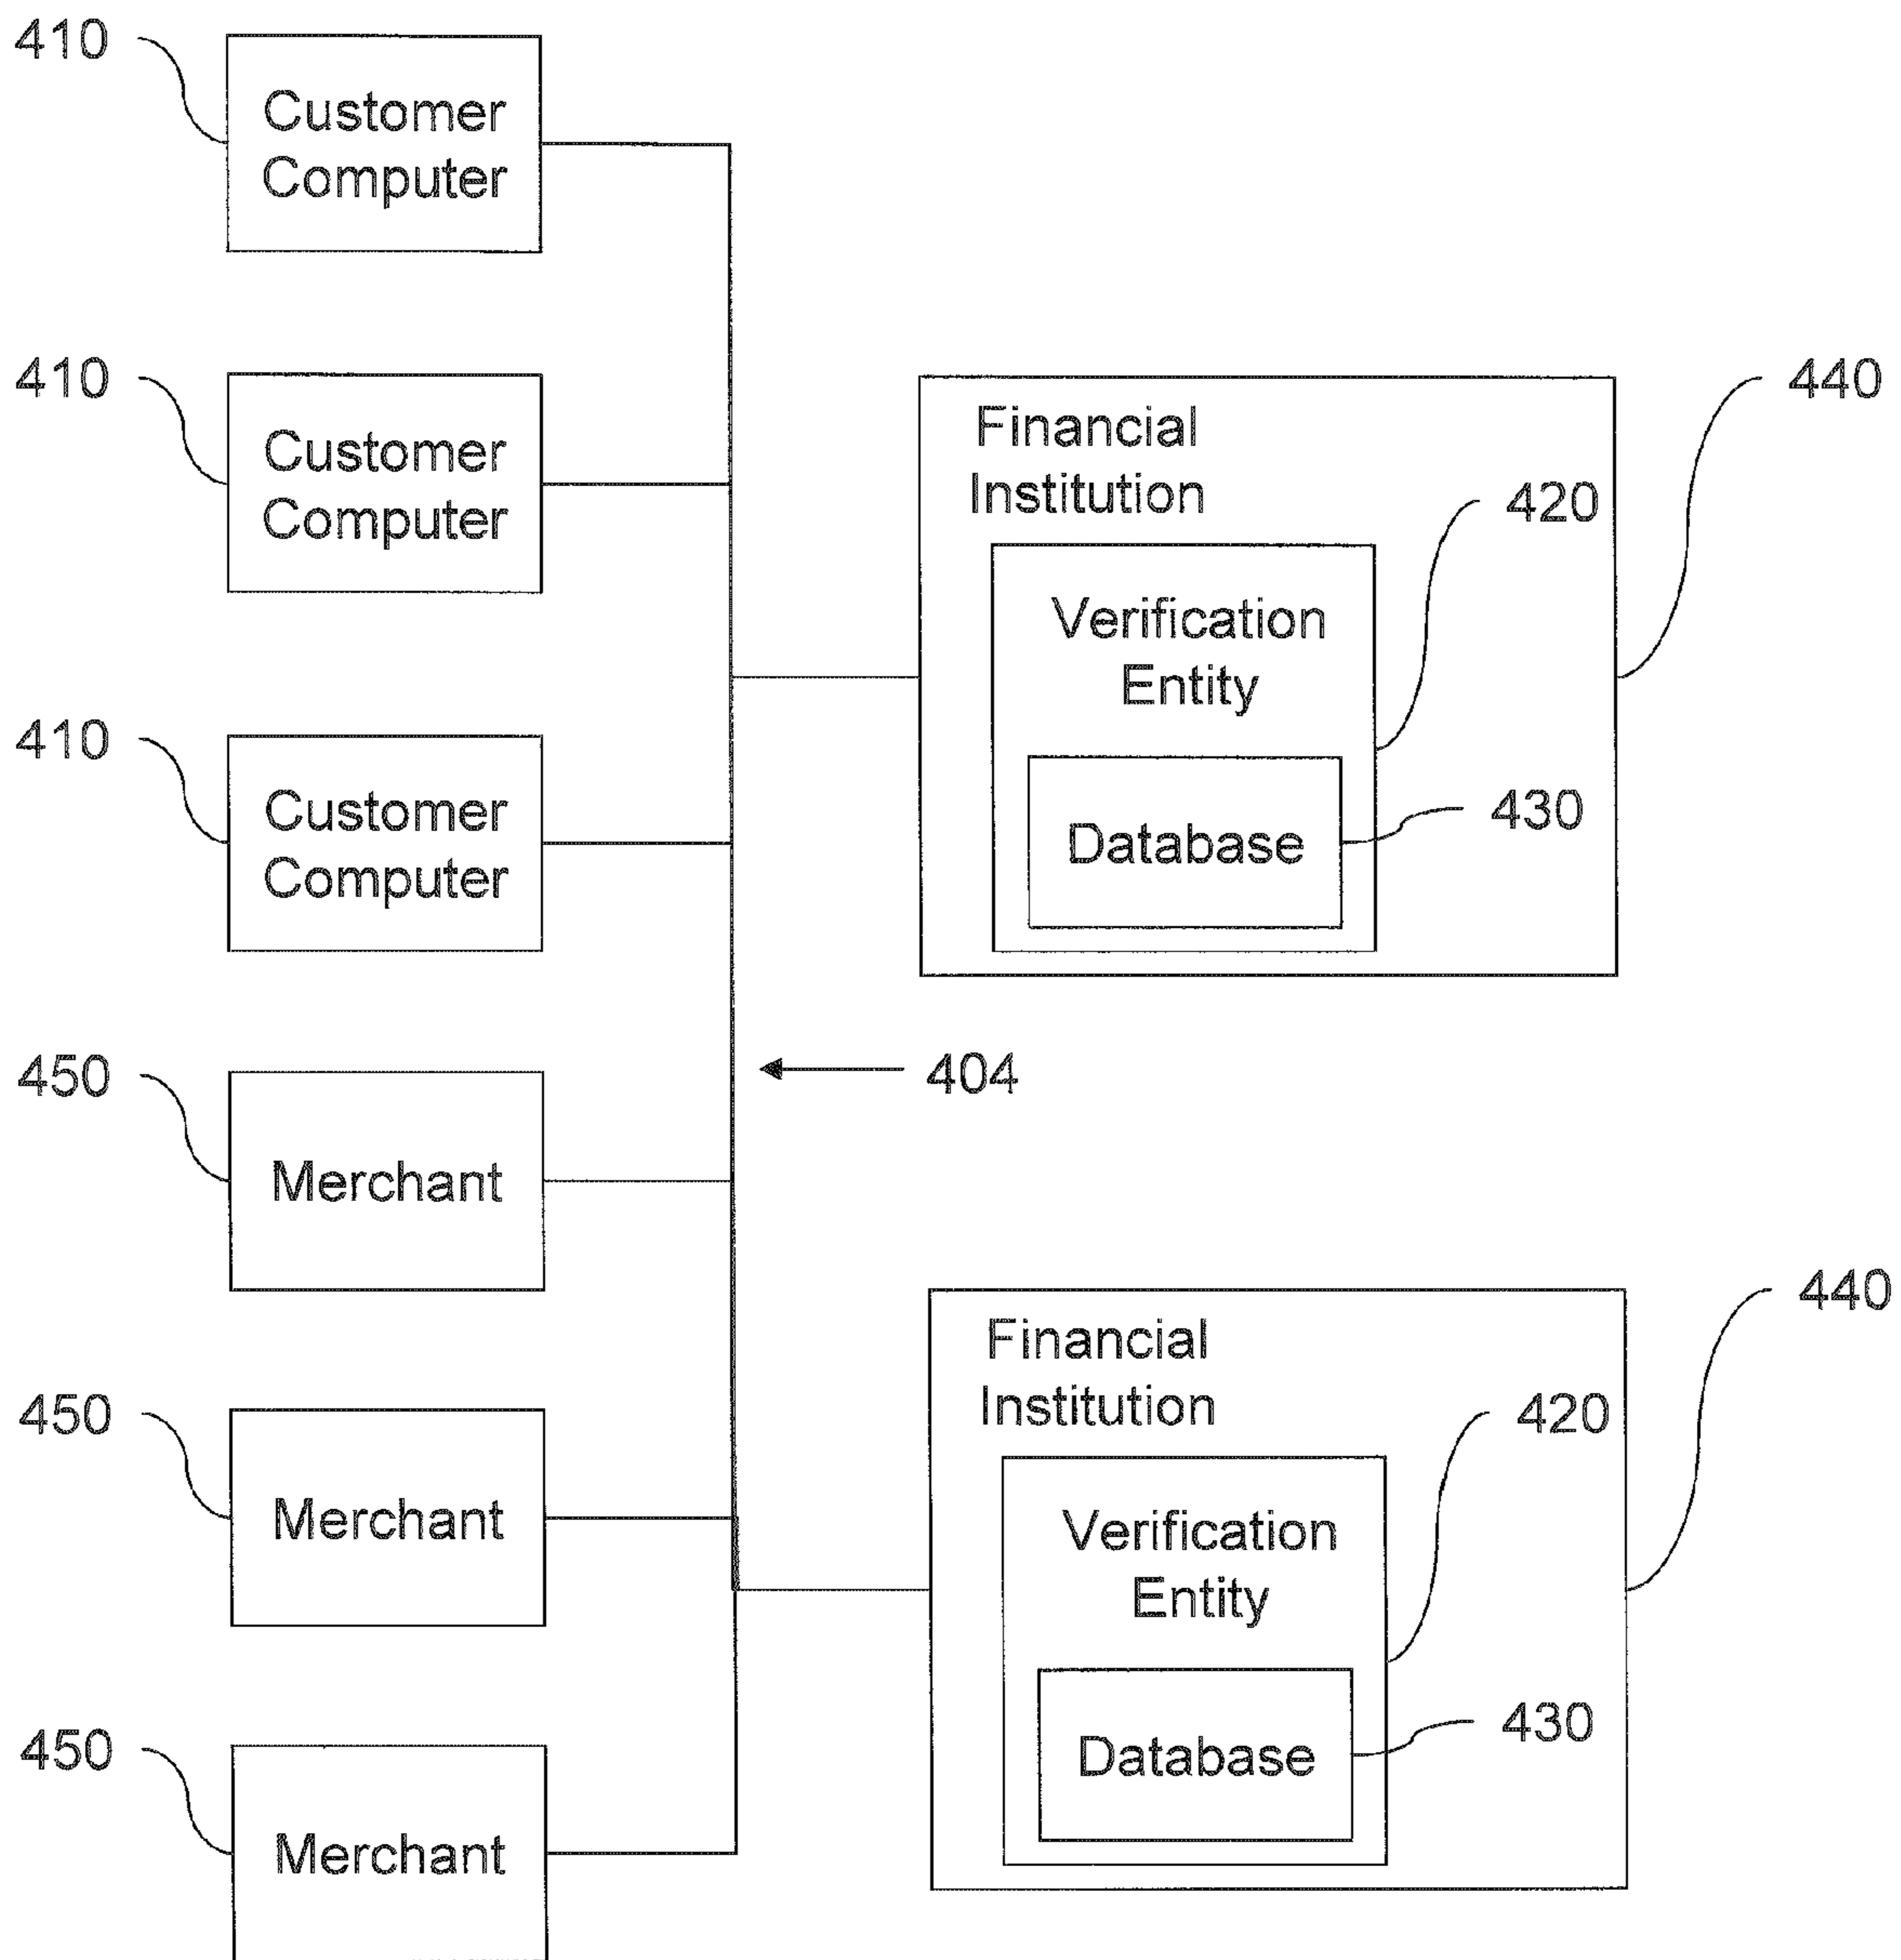 410
Customer
Computer
410
Customer
Computer
440
Financial
Institution
420
Verification
Entity
410
Customer
Computer
430
Database
450
Merchant
404
450
Merchant
440
Financial
Institution
420
Verification
Entity
430
Database
450
Merchant